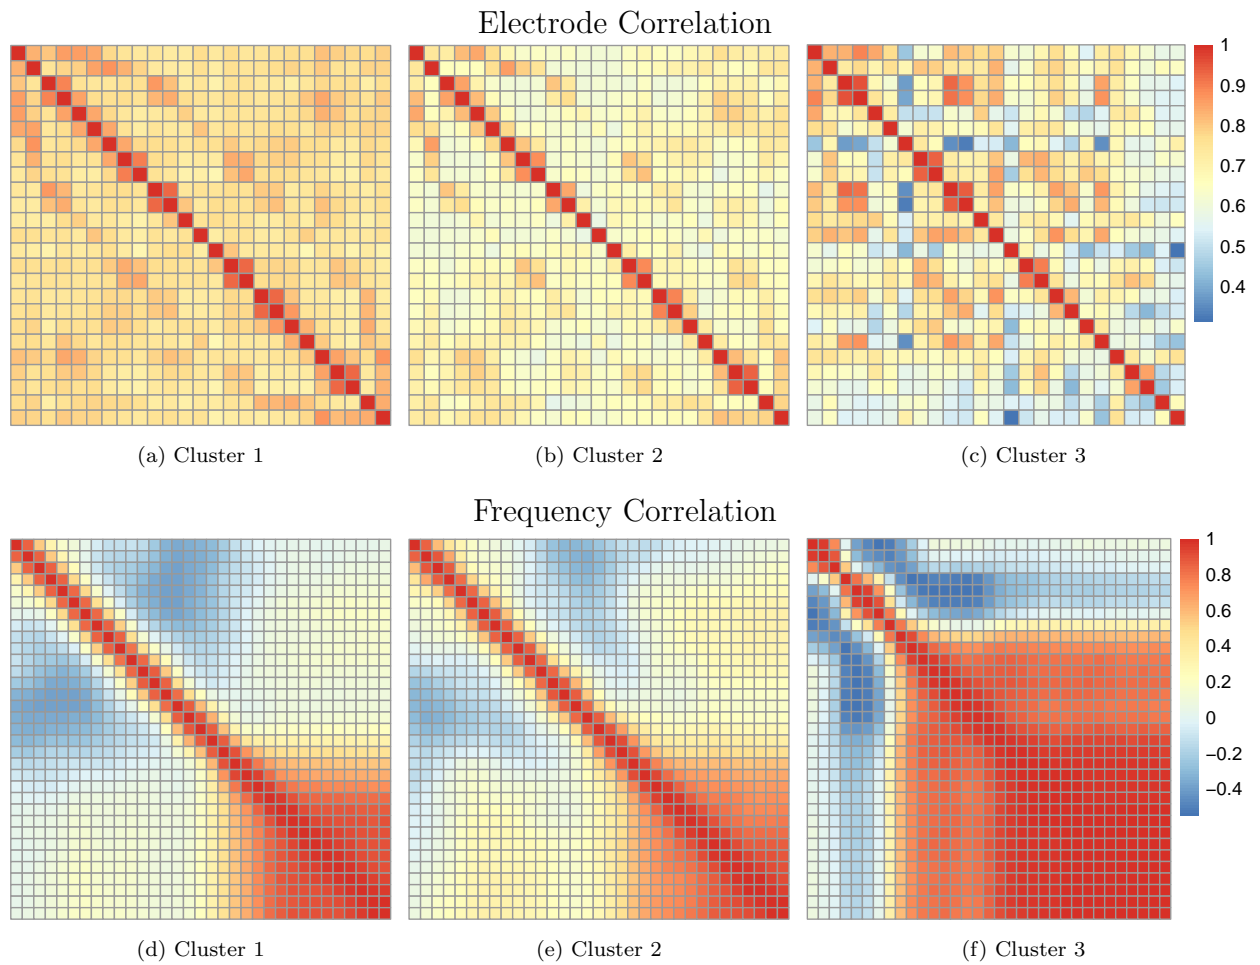 Electrode Correlation
1
0.9
0.8
0.7
0.6
0.5
0.4
(a) Cluster 1
(b) Cluster 2
(c) Cluster 3
Frequency Correlation
1
0.8
0.6
0.4
0.2
0
−0.2
−0.4
(d) Cluster 1
(e) Cluster 2
(f) Cluster 3